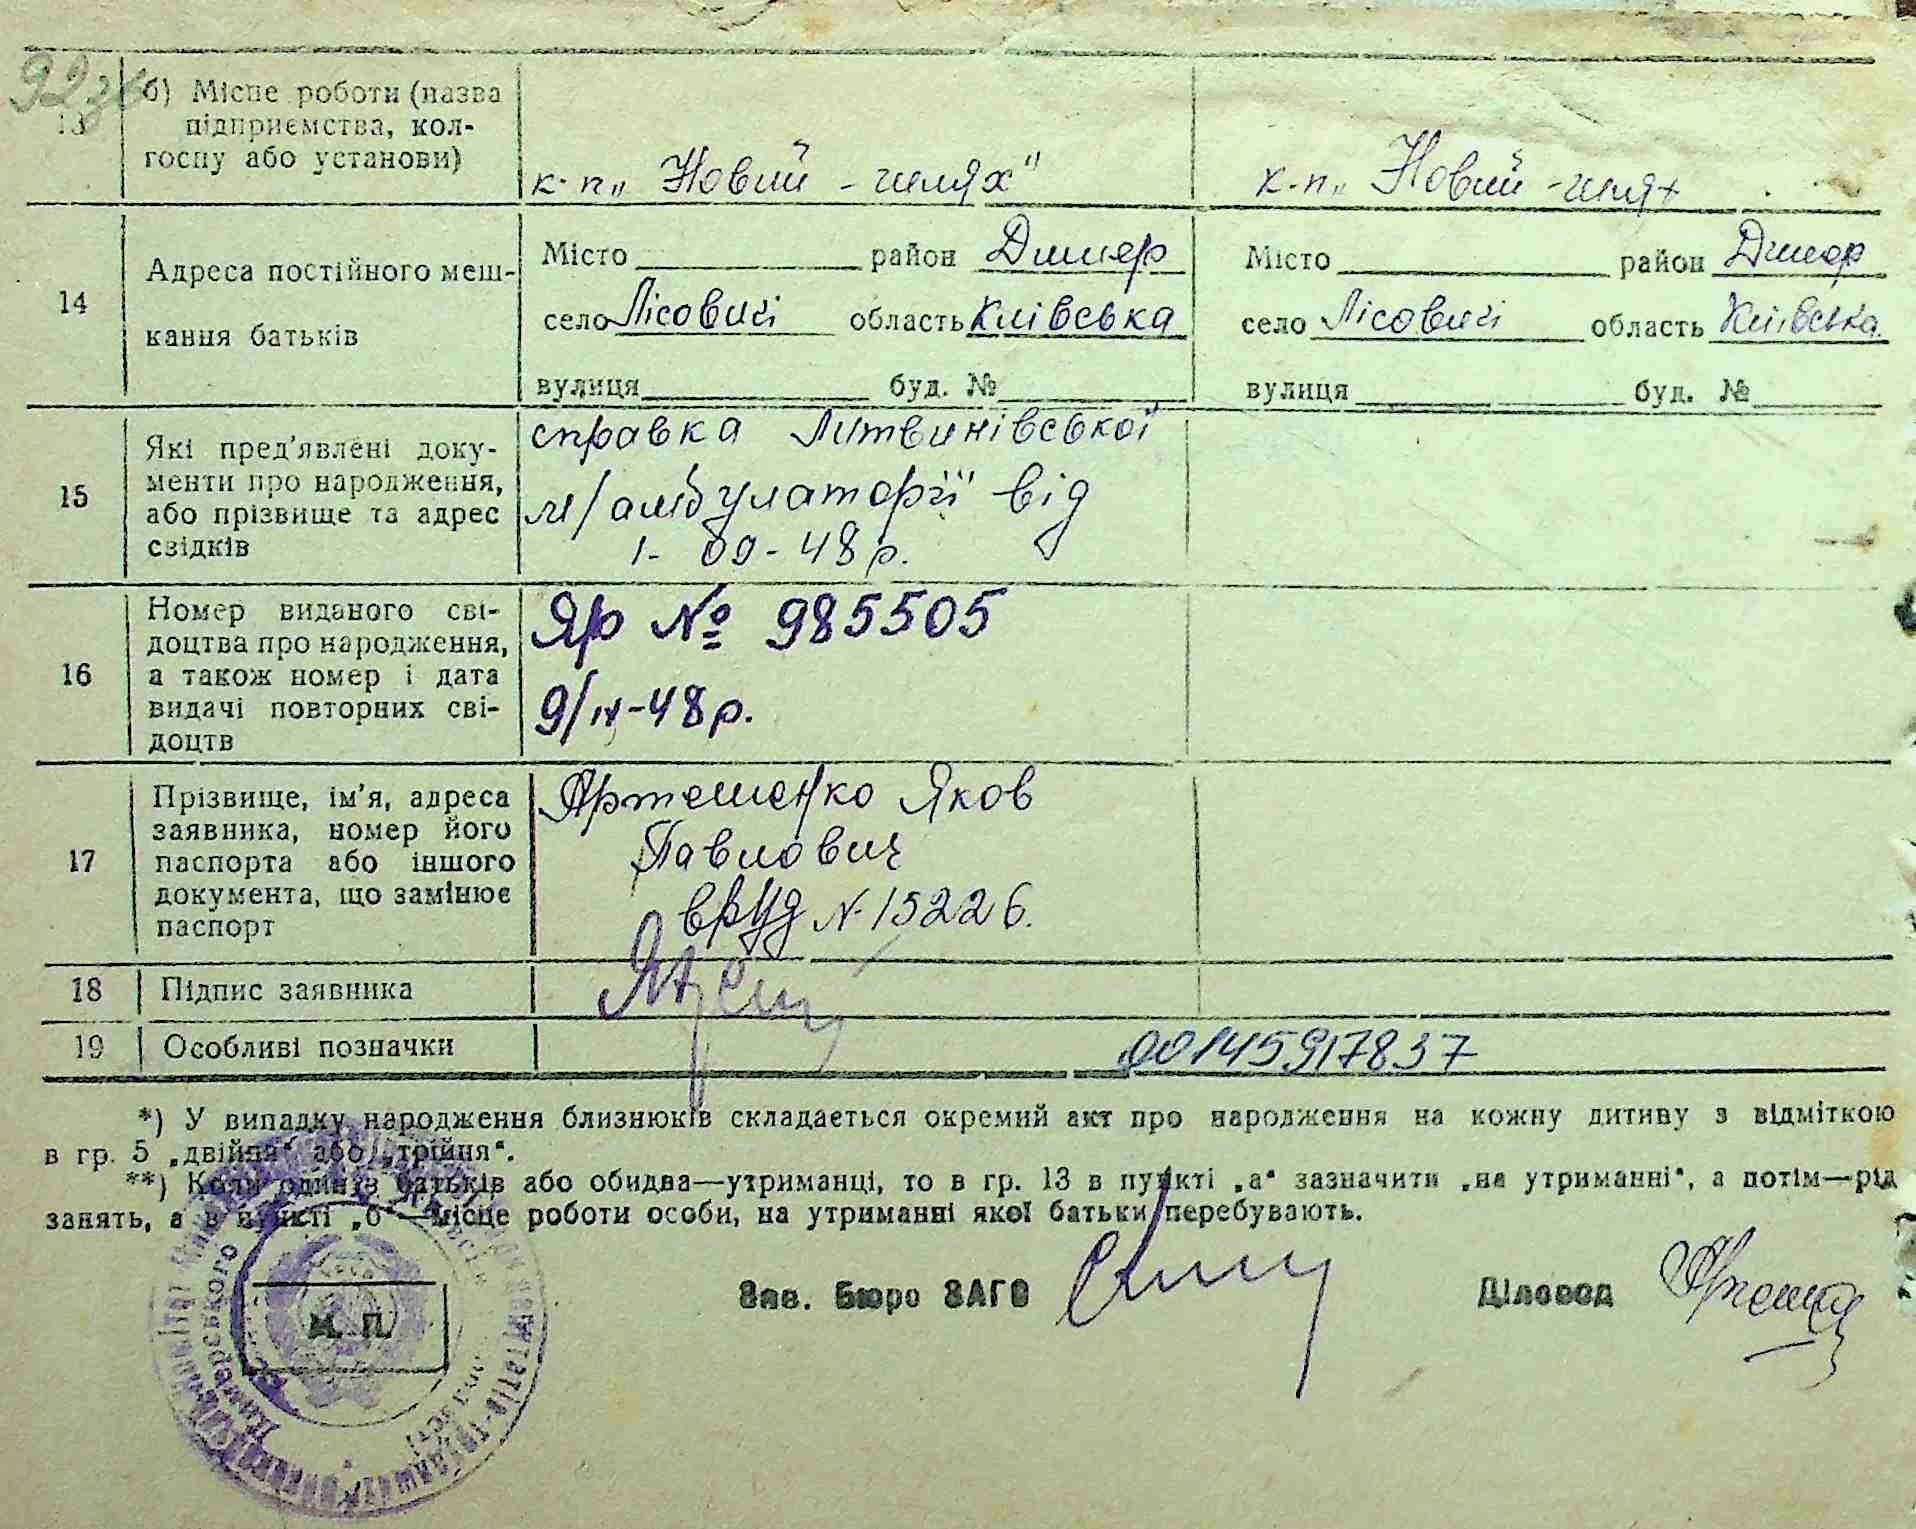 92зв
13 б) Місце роботи (назва
підприємства, кол-
госпу або установи)
к-п „Новий - шлях"
к-п „Новий - шлях
14 Адреса постійного меш-
кання батьків
Місто район Димер
село Лісовичі область Київська
вулиця буд. №
Місто район Димер
село Лісовичі область Київська
вулиця буд. №
15 Які пред'явлені доку-
менти про народження,
або прізвище та адрес
свідків
справка Литвинівської
м/амбулаторії від
1- 09-48 р.
16 Номер виданого сві-
доцтва про народження,
а також номер і дата
видачі повторних сві-
доцтв
Яр № 985505
9/IX-48 р.
17 Прізвище, ім'я, адреса
заявника, номер його
паспорта або іншого
документа, що замінює
паспорт
Артеменко Яков
Павлович
N-15226.
18 Підпис заявника
19 Особливі позначки
00145917837
*) У випадку народження близнюків складається окремий акт про народження на кожну дитину з відміткою
в гр. 5 „двійня" або „трійня".
**) Коли один з батьків або обидва—утриманці, то в гр. 13 в пункті „а" зазначити „на утриманні", а потім—рід
занять, а в пункті „б"—місце роботи особи, на утриманні якої батьки перебувають.
Зав. Бюро ЗАГС
Діловод
М. П.